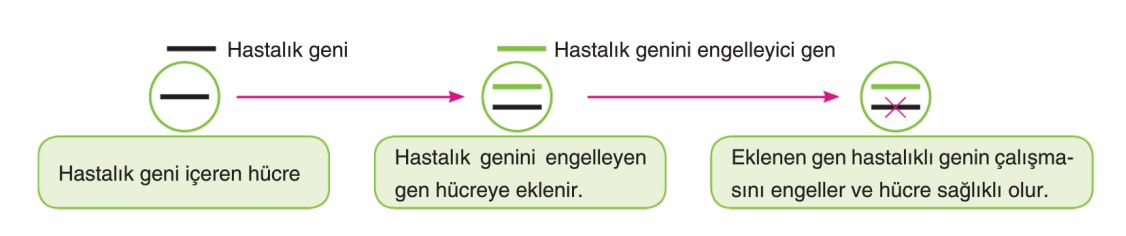 Hastalık geni
Hastalık genini engelleyici gen
Hastalık geni içeren hücre
Hastalık genini engelleyen
gen hücreye eklenir.
Eklenen gen hastalıklı genin çalışma-
sını engeller ve hücre sağlıklı olur.